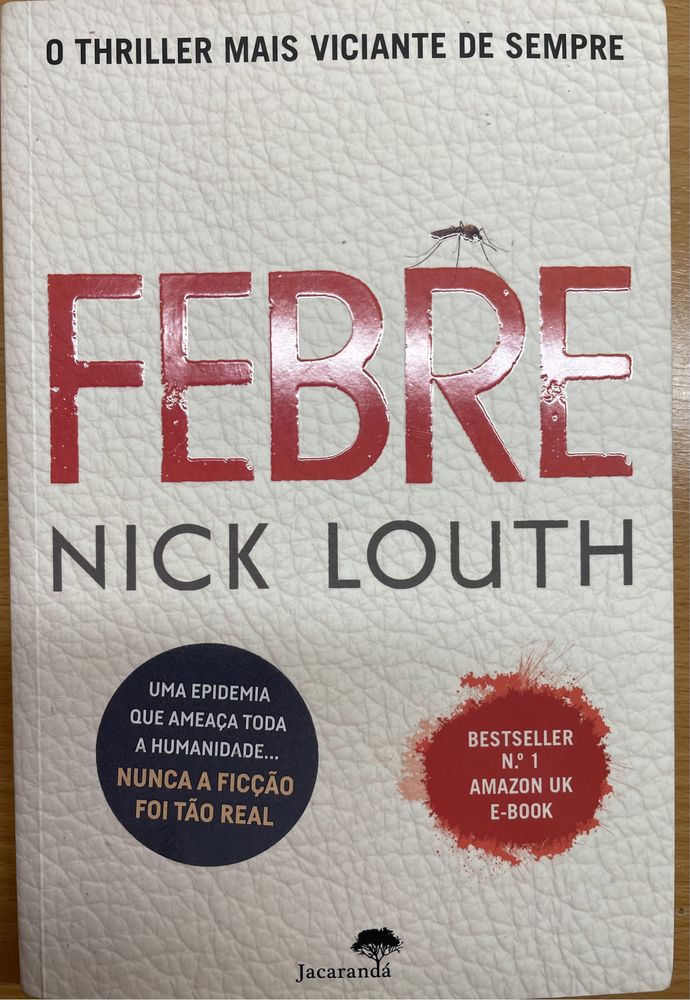 O THRILLER MAIS VICIANTE DE SEMPRE
FEBRE
NICK LOUTH
UMA EPIDEMIA
QUE AMEAÇA TODA
A HUMANIDADE...
NUNCA A FICÇÃO
FOI TÃO REAL
BESTSELLER
N.º 1
AMAZON UK
E-BOOK
Jacarandá